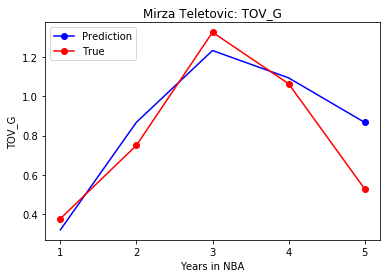 Mirza Teletovic: TOV_G
Prediction
True
TOV_G
1.2
1.0
0.8
0.6
0.4
1 2 3 4 5
Years in NBA